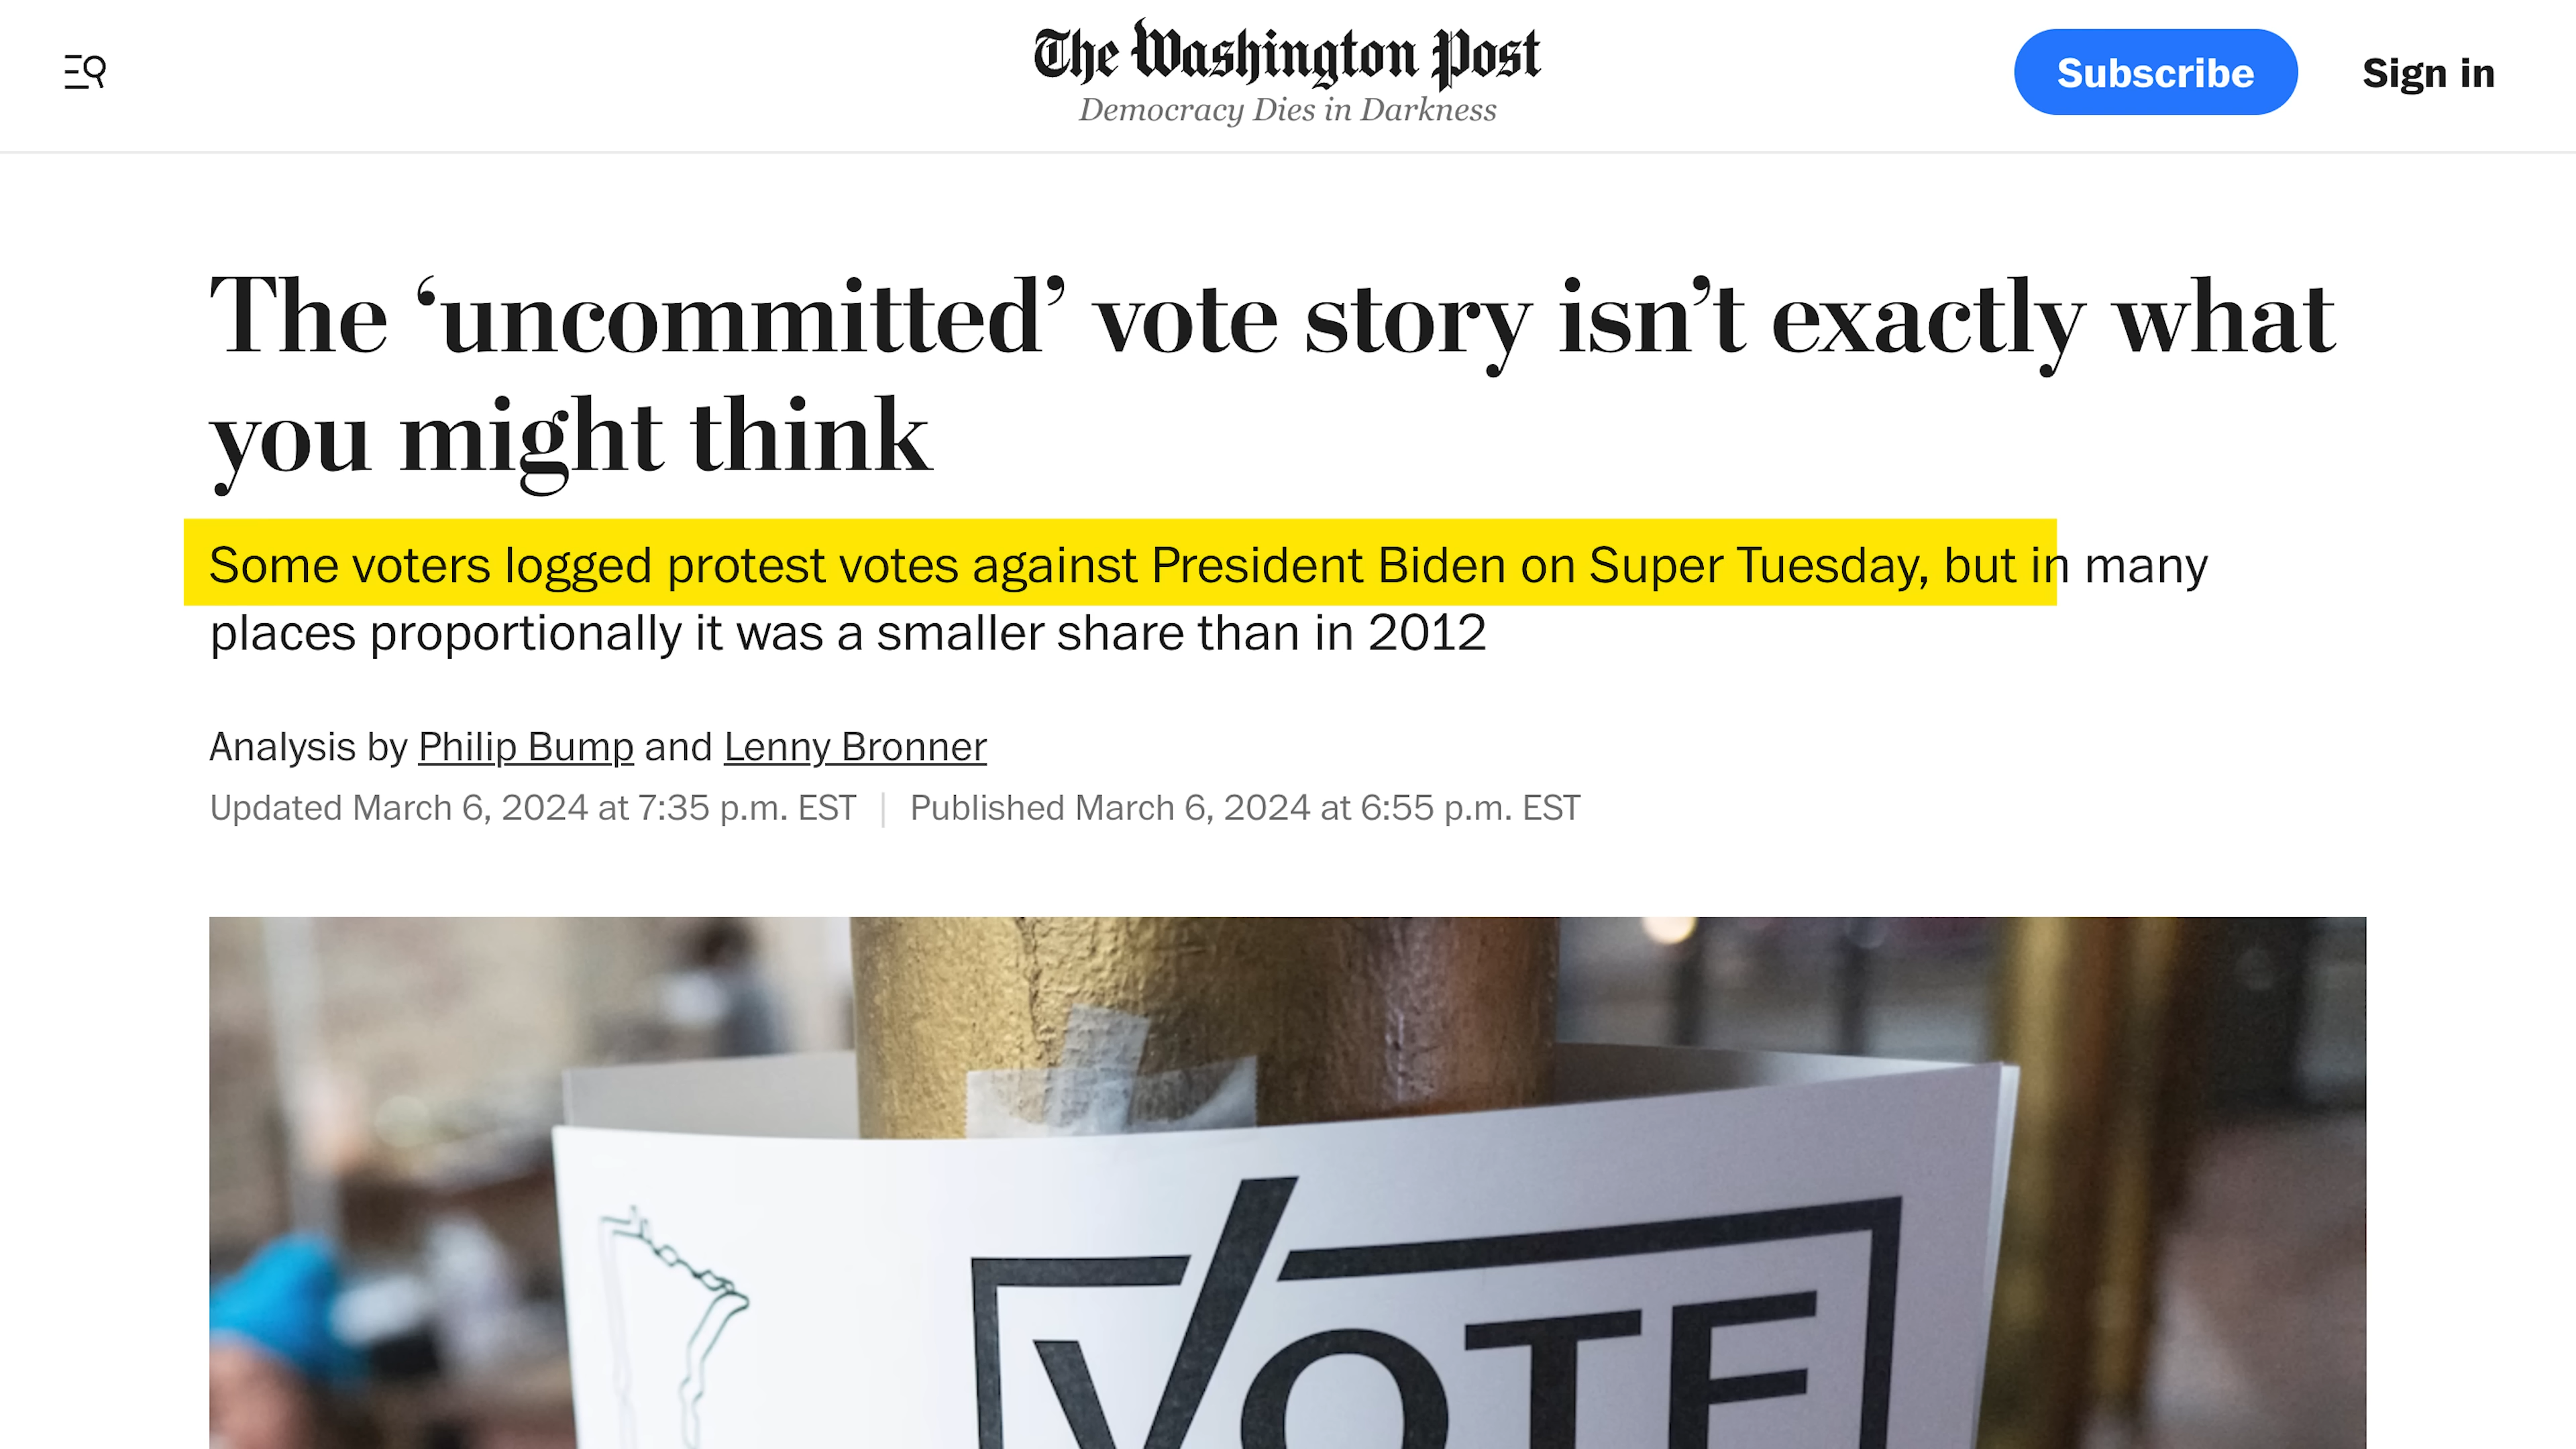 The Washington Post
Democracy Dies in Darkness
Subscribe
Sign in
The ‘uncommitted’ vote story isn’t exactly what
you might think
Some voters logged protest votes against President Biden on Super Tuesday, but in many
places proportionally it was a smaller share than in 2012
Analysis by Philip Bump and Lenny Bronner
Updated March 6, 2024 at 7:35 p.m. EST | Published March 6, 2024 at 6:55 p.m. EST
VOTE